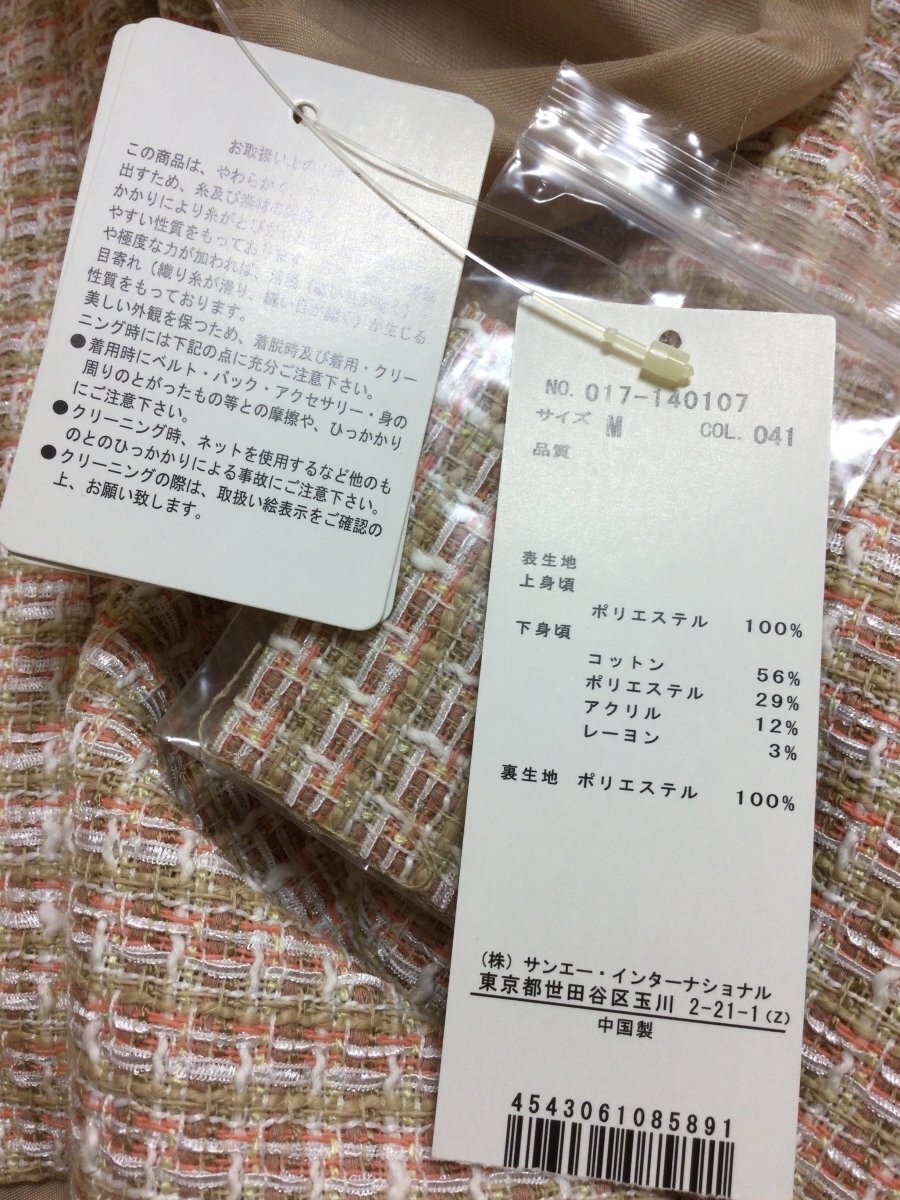 お取扱い上の
この商品は、やわらかく
出すため、糸及び素材の
かかりにより糸がとび
やすい性質をもっております
や極度な力が加われば、
目寄れ（織り糸が滑り、縫い目が開く）が生じる
性質をもっております。
美しい外観を保つため、着脱時及び着用・クリー
ニング時には下記の点に充分ご注意下さい。
●着用時にベルト・バック・アクセサリー・身の
周りのとがったもの等との摩擦や、ひっかかり
にご注意下さい。
●クリーニング時、ネットを使用するなど他のも
のとのひっかかりによる事故にご注意下さい。
●クリーニングの際は、取扱い絵表示をご確認の
上、お願い致します。
NO. 017-140107
サイズ M COL. 041
品質
表生地
上身頃
ポリエステル 100%
下身頃
コットン 56%
ポリエステル 29%
アクリル 12%
レーヨン 3%
裏生地 ポリエステル 100%
（株）サンエー・インターナショナル
東京都世田谷区玉川 2-21-1（Z）
中国製
4543061085891